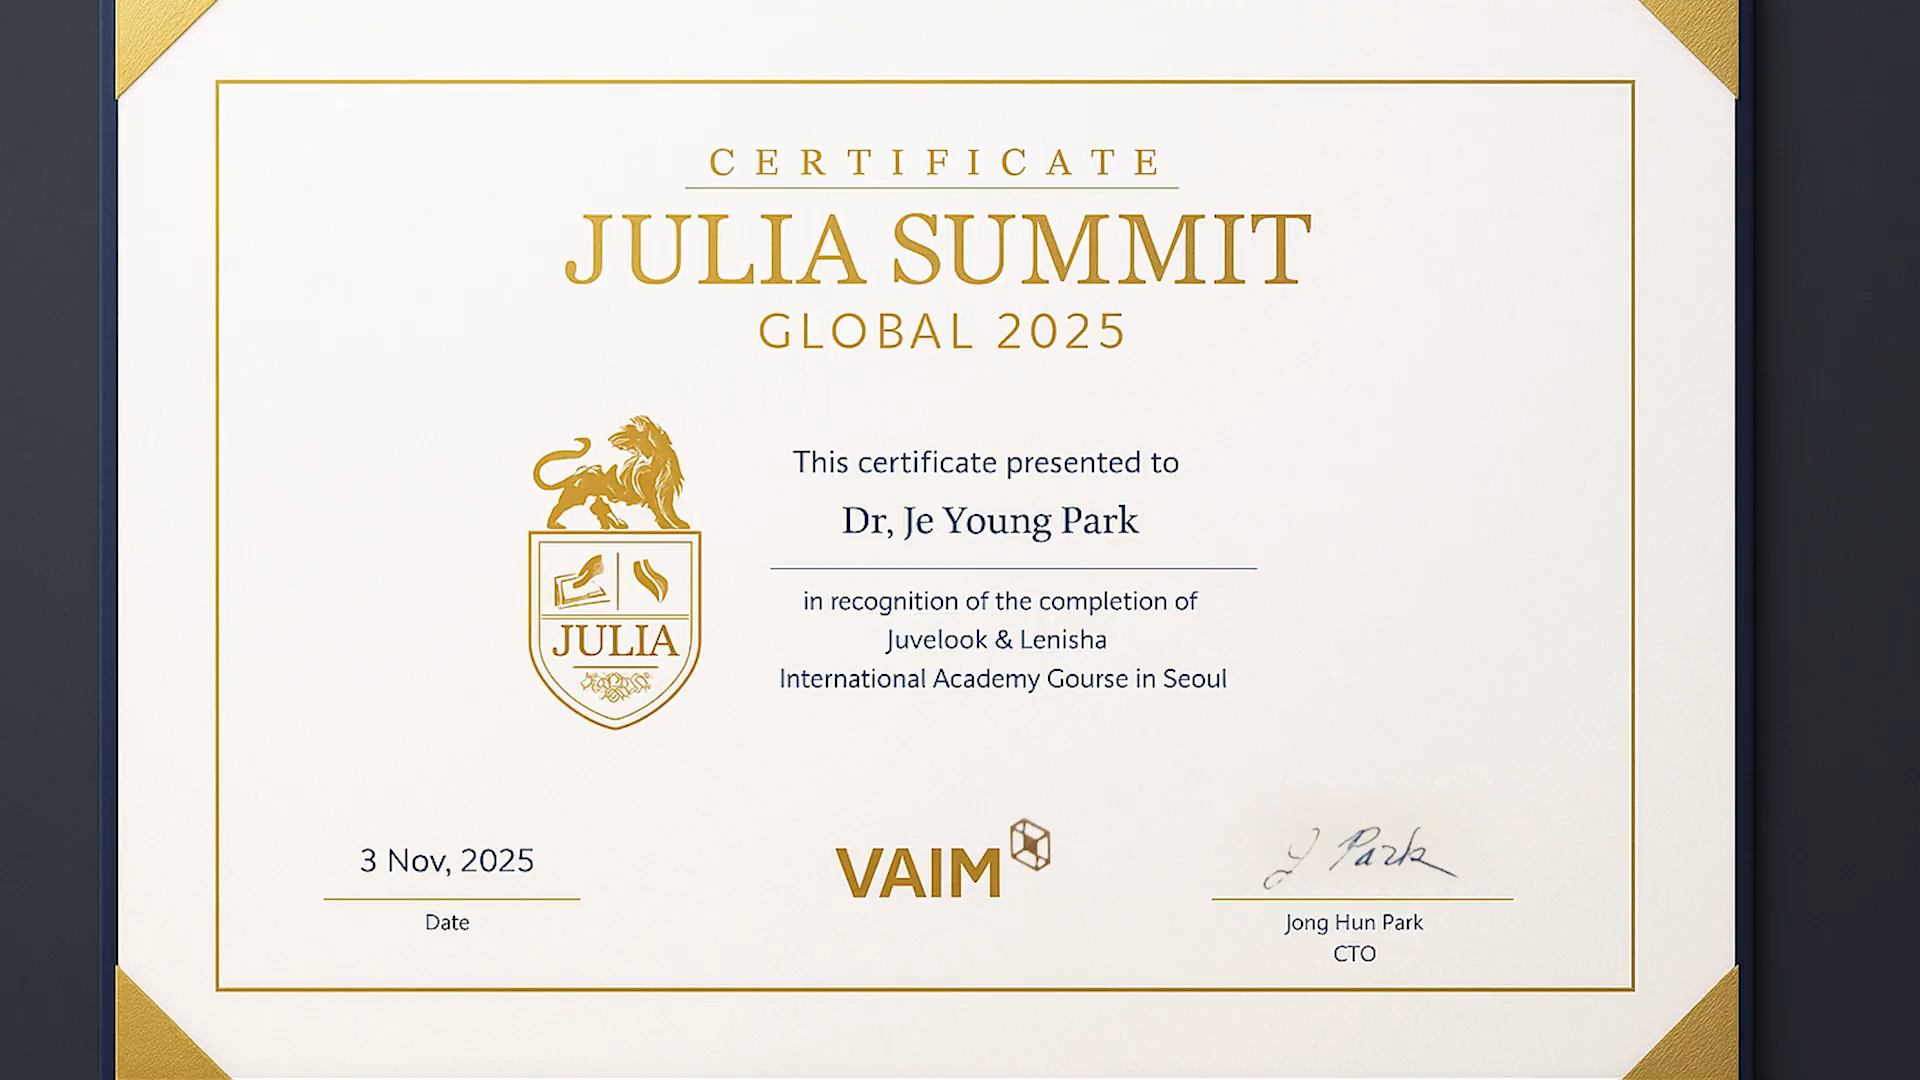 CERTIFICATE
JULIA SUMMIT
GLOBAL 2025
This certificate presented to
Dr, Je Young Park
in recognition of the completion of
Juvelook & Lenisha
International Academy Gourse in Seoul
JULIA
3 Nov, 2025
Date
VAIM
J Park
Jong Hun Park
CTO